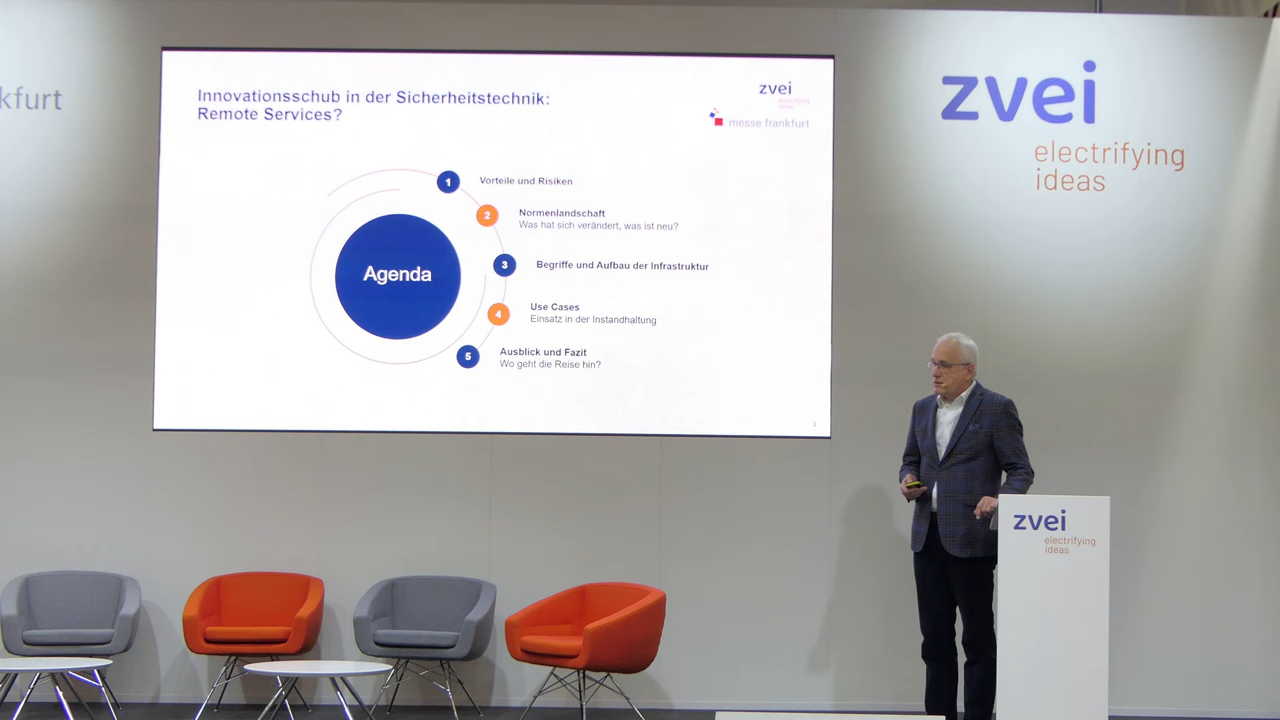 kfurt
Innovationsschub in der Sicherheitstechnik:
Remote Services?
zvei
electrifying
ideas
messe frankfurt
Agenda
1
Vorteile und Risiken
2
Normenlandschaft
Was hat sich verändert, was ist neu?
3
Begriffe und Aufbau der Infrastruktur
4
Use Cases
Einsatz in der Instandhaltung
5
Ausblick und Fazit
Wo geht die Reise hin?
zvei
electrifying
ideas
zvei
electrifying
ideas